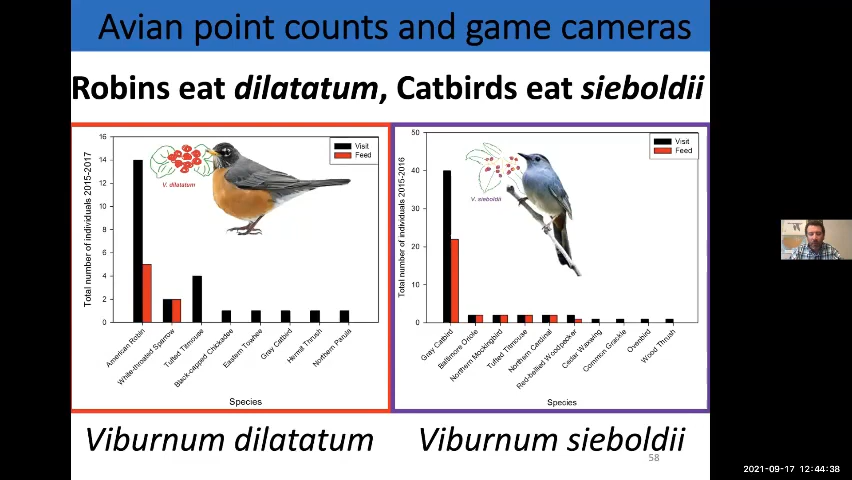 Avian point counts and game cameras
Robins eat dilatatum, Catbirds eat sieboldii
16
14
12
10
8
6
4
2
0
Total number of individuals 2015-2017
V. dilatatum
Visit
Feed
American Robin
White-throated Sparrow
Tufted Titmouse
Black-capped Chickadee
Eastern Towhee
Gray Catbird
Hermit Thrush
Northern Parula
Species
50
40
30
20
10
0
Total number of individuals 2015-2016
V. sieboldii
Visit
Feed
Gray Catbird
Baltimore Oriole
Northern Mockingbird
Tufted Titmouse
Northern Cardinal
Red-bellied Woodpecker
Cedar Waxwing
Common Grackle
Ovenbird
Wood Thrush
Species
Viburnum dilatatum
Viburnum sieboldii
58
2021-09-17 12:44:38